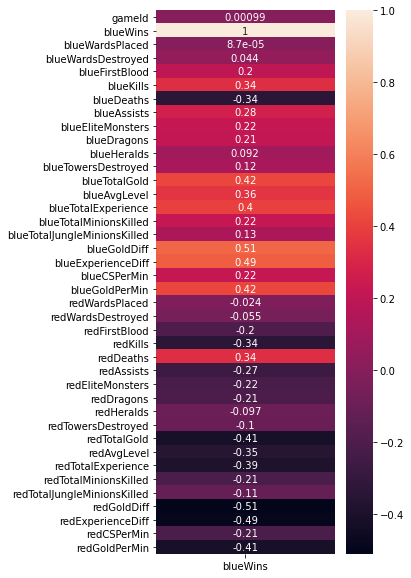 gameId 0.00099
blueWins 1
blueWardsPlaced 8.7e-05
blueWardsDestroyed 0.044
blueFirstBlood 0.2
blueKills 0.34
blueDeaths -0.34
blueAssists 0.28
blueEliteMonsters 0.22
blueDragons 0.21
blueHeralds 0.092
blueTowersDestroyed 0.12
blueTotalGold 0.42
blueAvgLevel 0.36
blueTotalExperience 0.4
blueTotalMinionsKilled 0.22
blueTotalJungleMinionsKilled 0.13
blueGoldDiff 0.51
blueExperienceDiff 0.49
blueCSPerMin 0.22
blueGoldPerMin 0.42
redWardsPlaced -0.024
redWardsDestroyed -0.055
redFirstBlood -0.2
redKills -0.34
redDeaths 0.34
redAssists -0.27
redEliteMonsters -0.22
redDragons -0.21
redHeralds -0.097
redTowersDestroyed -0.1
redTotalGold -0.41
redAvgLevel -0.35
redTotalExperience -0.39
redTotalMinionsKilled -0.21
redTotalJungleMinionsKilled -0.11
redGoldDiff -0.51
redExperienceDiff -0.49
redCSPerMin -0.21
redGoldPerMin -0.41
blueWins
1.0
0.8
0.6
0.4
0.2
0.0
−0.2
−0.4